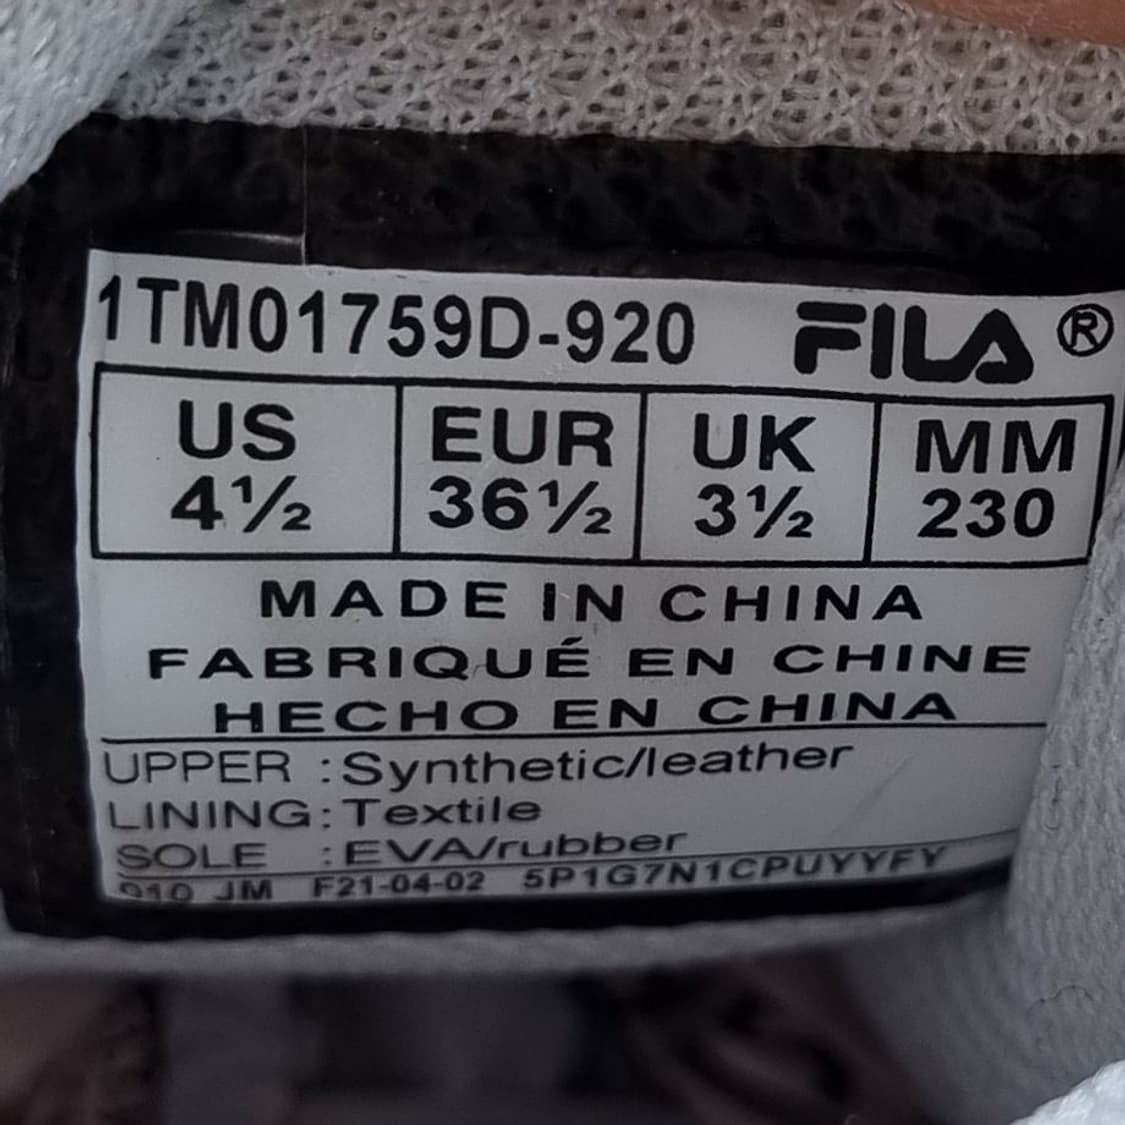 1TM01759D-920 FILA®
US EUR UK MM
4½ 36½ 3½ 230
MADE IN CHINA
FABRIQUÉ EN CHINE
HECHO EN CHINA
UPPER :Synthetic/leather
LINING:Textile
SOLE :EVA/rubber
JM F21-04-02 5P1G7N1CPUYYFY